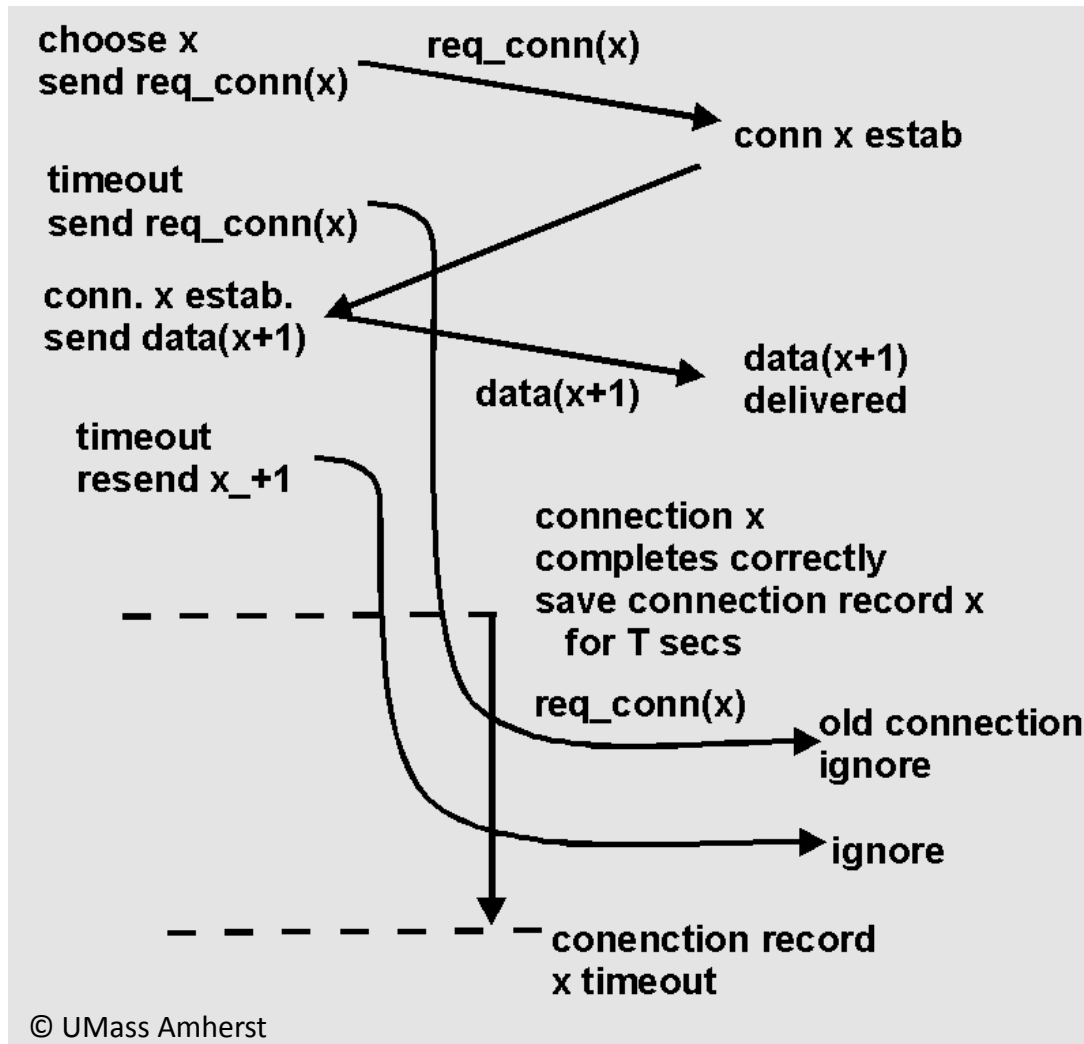 choose x
send req_conn(x)
req_conn(x)
conn x estab
timeout
send req_conn(x)
conn. x estab.
send data(x+1)
data(x+1)
data(x+1)
delivered
timeout
resend x_+1
connection x
completes correctly
save connection record x
for T secs
req_conn(x)
old connection
ignore
ignore
conenction record
x timeout
© UMass Amherst